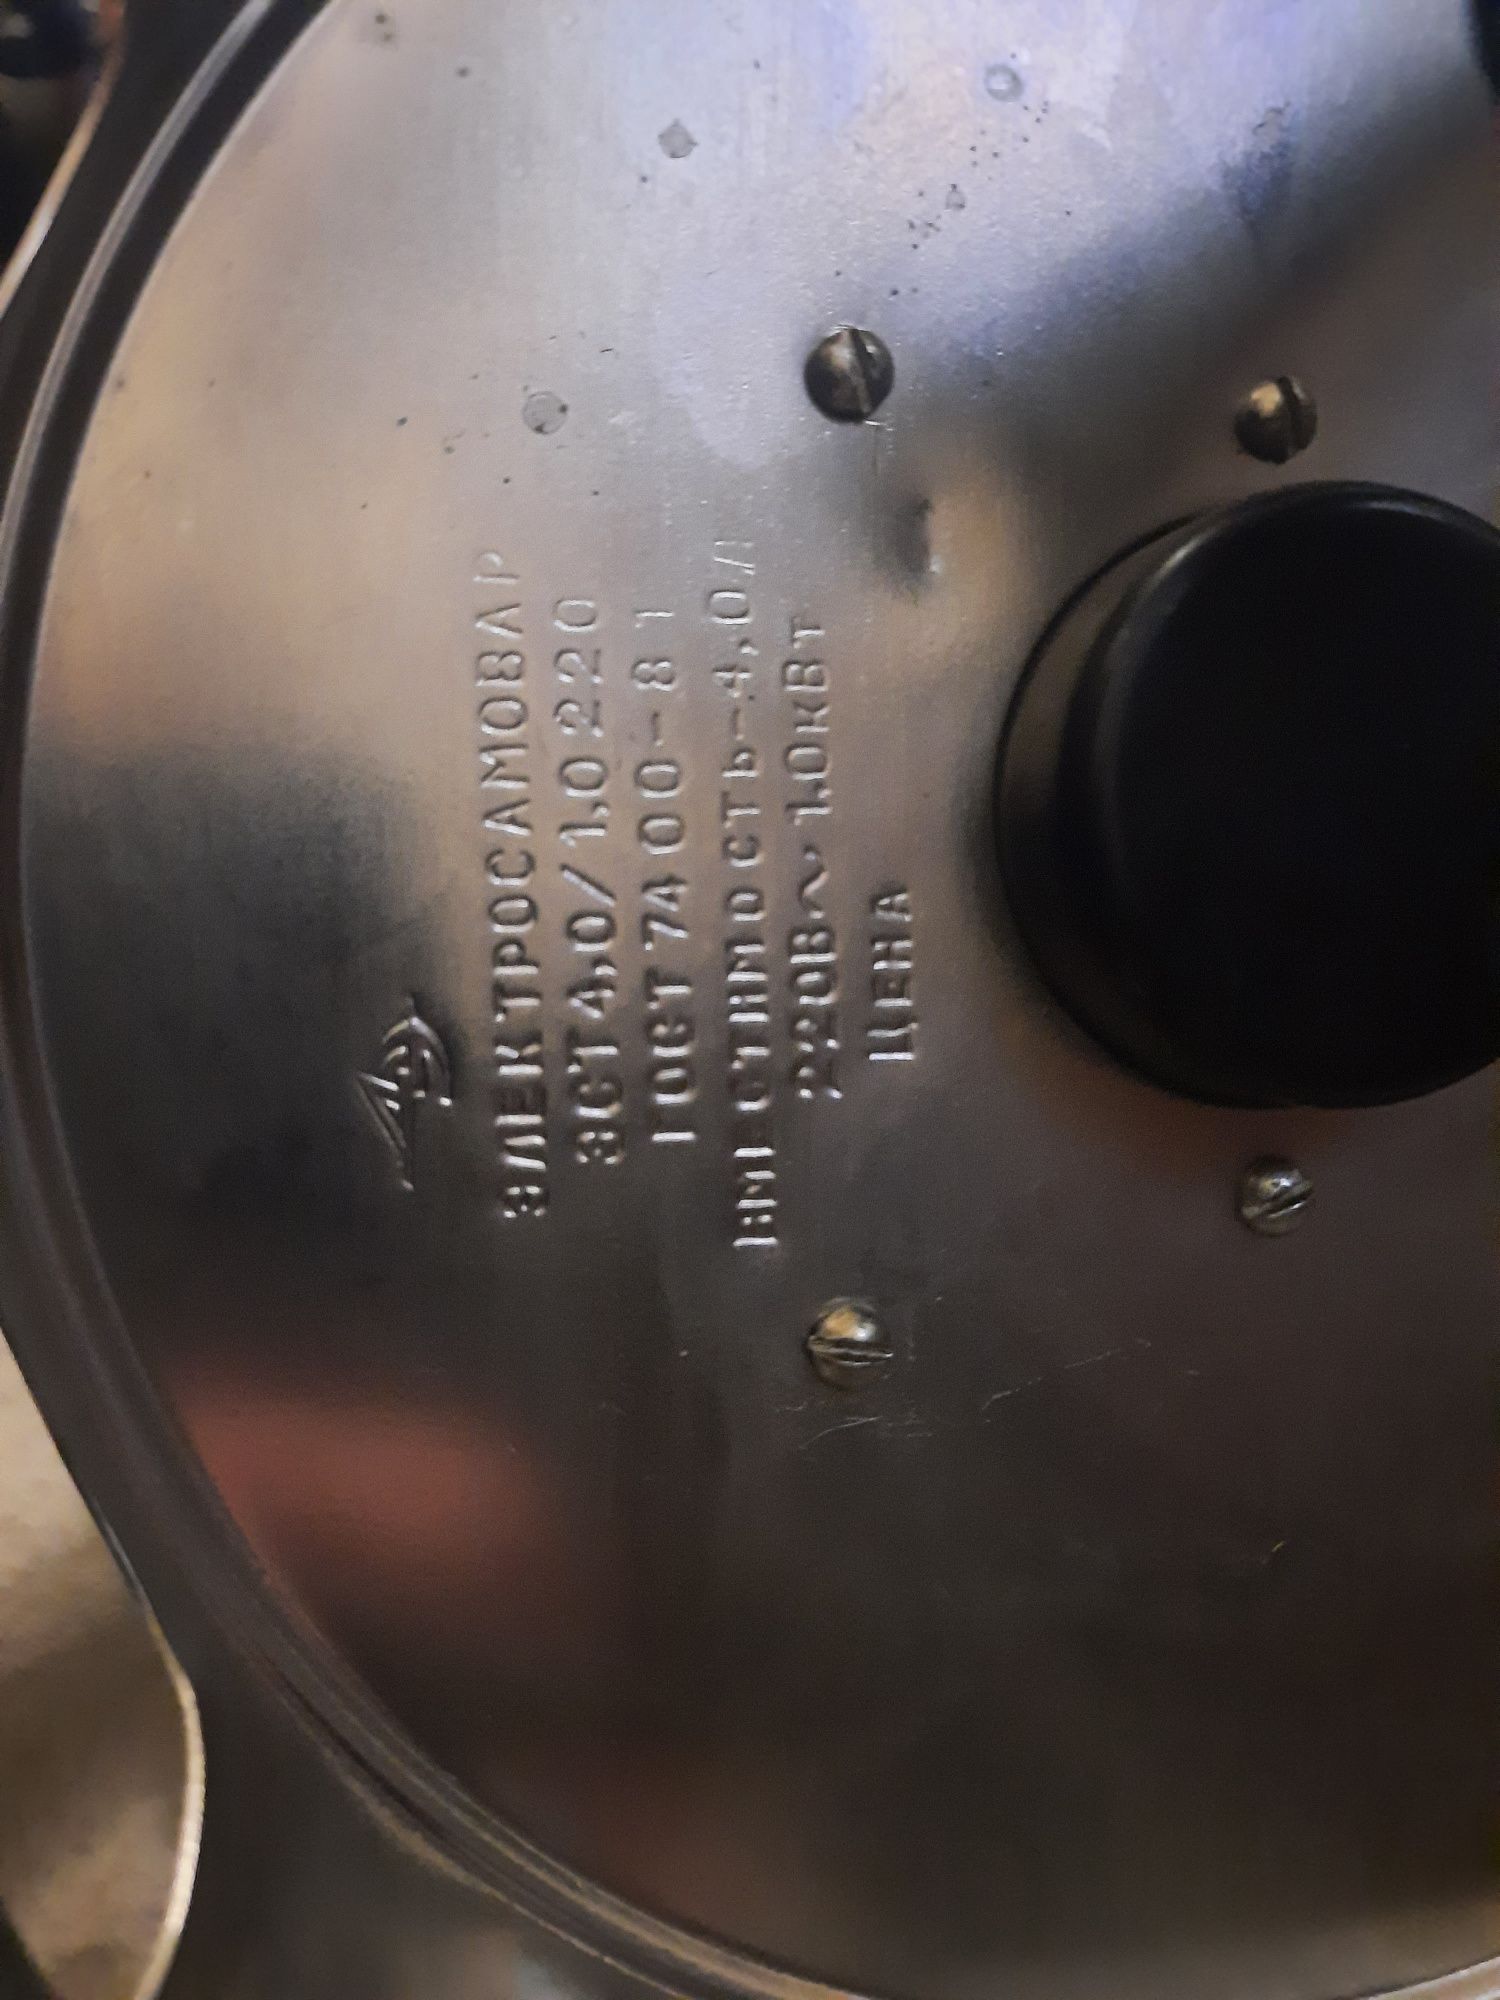 ЭЛЕКТРОСАМОВАР
ЭСТ 4,0/1,0 220
ГОСТ 7400-81
ВМЕСТИМОСТЬ-4,0Л
220В~ 1,0кВт
ЦЕНА